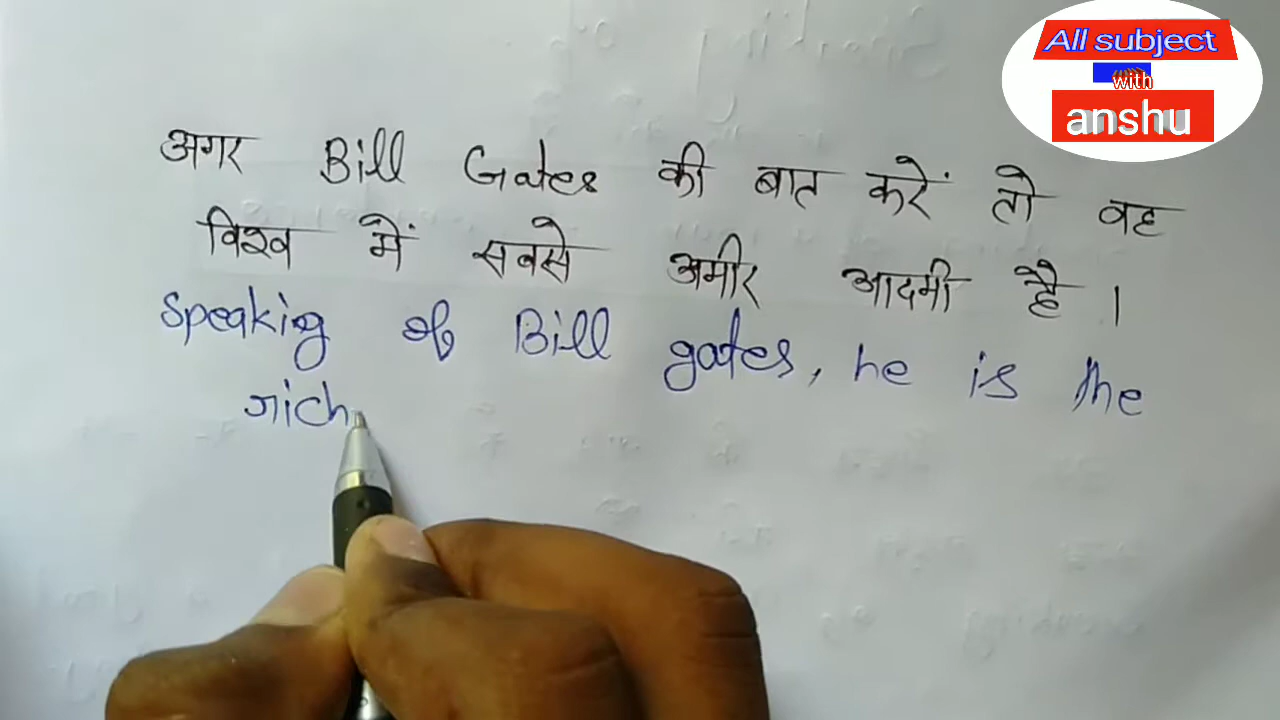 All subject
with
anshu
अगर Bill Gates की बात करें तो वह
विश्व में सबसे अमीर आदमी है ।
speaking of Bill gates, he is the
rich